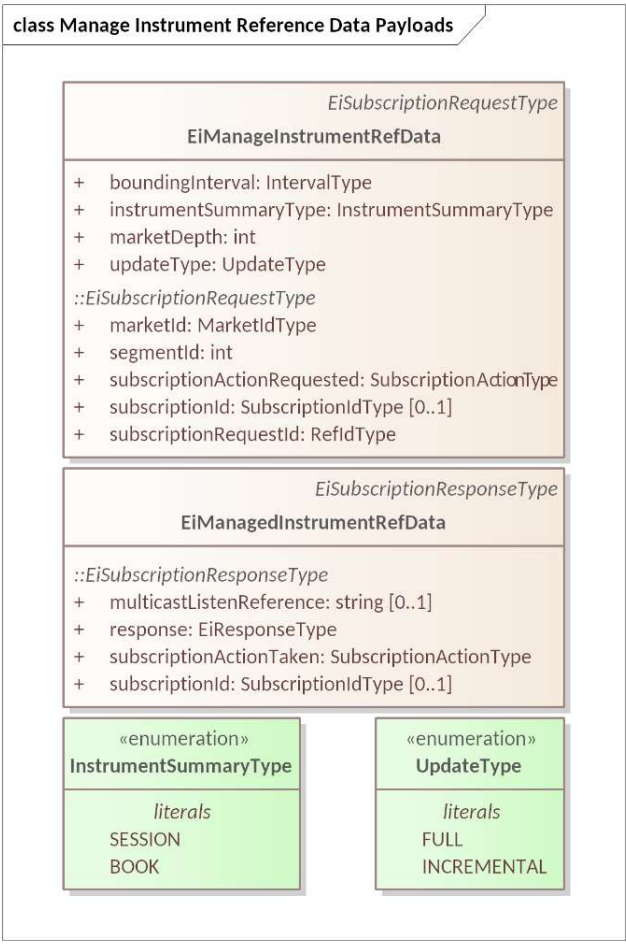 class Manage Instrument Reference Data Payloads
EiSubscriptionRequestType
EiManageInstrumentRefData
+ boundingInterval: IntervalType
+ instrumentSummaryType: InstrumentSummaryType
+ marketDepth: int
+ updateType: UpdateType
::EiSubscriptionRequestType
+ marketId: MarketIdType
+ segmentId: int
+ subscriptionActionRequested: SubscriptionActionType
+ subscriptionId: SubscriptionIdType [0..1]
+ subscriptionRequestId: RefIdType
EiSubscriptionResponseType
EiManagedInstrumentRefData
::EiSubscriptionResponseType
+ multicastListenReference: string [0..1]
+ response: EiResponseType
+ subscriptionActionTaken: SubscriptionActionType
+ subscriptionId: SubscriptionIdType [0..1]
«enumeration»
InstrumentSummaryType
literals
SESSION
BOOK
«enumeration»
UpdateType
literals
FULL
INCREMENTAL